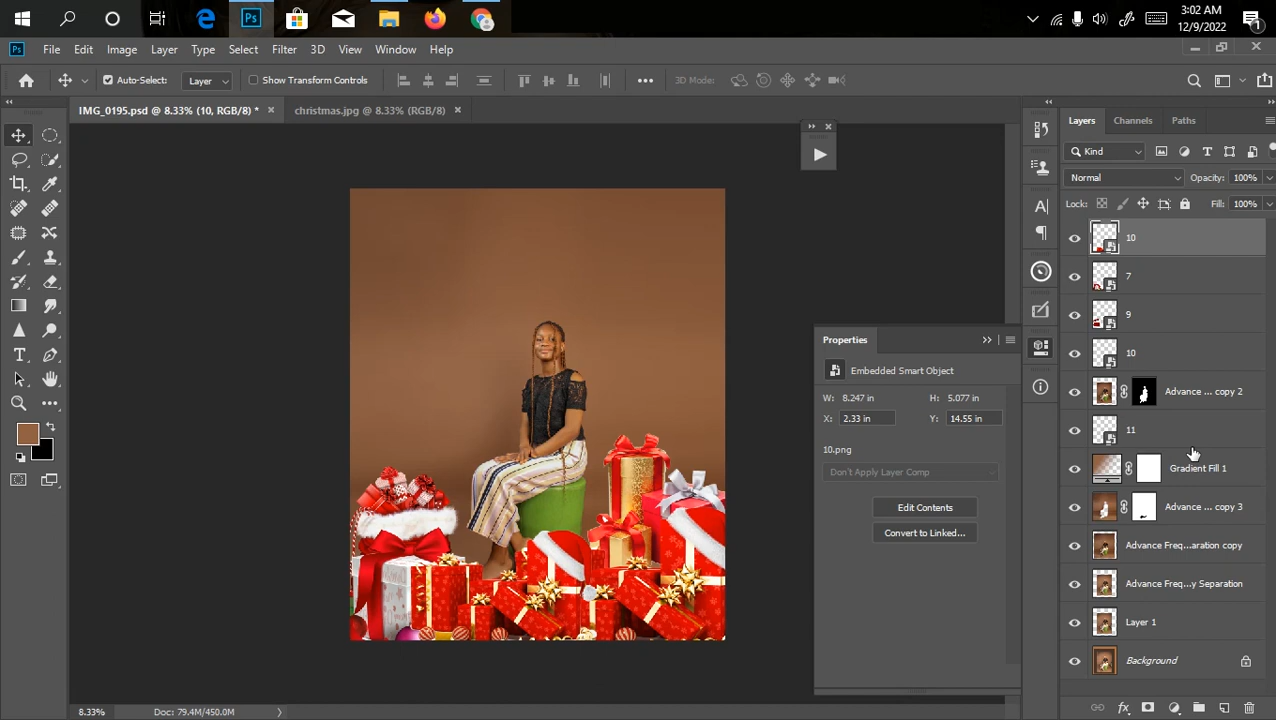 3:02 AM
12/9/2022
1
Ps
File Edit Image Layer Type Select Filter 3D View Window Help
Auto-Select: Layer Show Transform Controls 3D Mode:
IMG_0195.psd @ 8.33% (10, RGB/8) * christmas.jpg @ 8.33% (RGB/8)
Layers Channels Paths
Kind
Normal Opacity: 100%
Lock: Fill: 100%
10
7
9
10
Advance ... copy 2
11
Gradient Fill 1
Advance ... copy 3
Advance Freq...aration copy
Advance Freq...y Separation
Layer 1
Background
Properties
Embedded Smart Object
W: 8.247 in H: 5.077 in
X: 2.33 in Y: 14.55 in
10.png
Don't Apply Layer Comp
Edit Contents
Convert to Linked...
8.33% Doc: 79.4M/450.0M